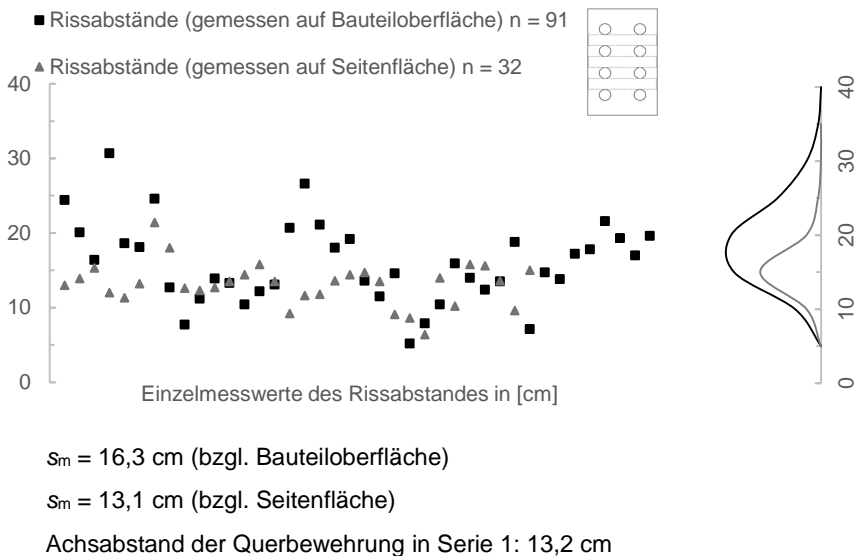 ■ Rissabstände (gemessen auf Bauteiloberfläche) n = 91
▲ Rissabstände (gemessen auf Seitenfläche) n = 32
40
30
20
10
0
40
30
20
10
0
Einzelmesswerte des Rissabstandes in [cm]
sm = 16,3 cm (bzgl. Bauteiloberfläche)
sm = 13,1 cm (bzgl. Seitenfläche)
Achsabstand der Querbewehrung in Serie 1: 13,2 cm